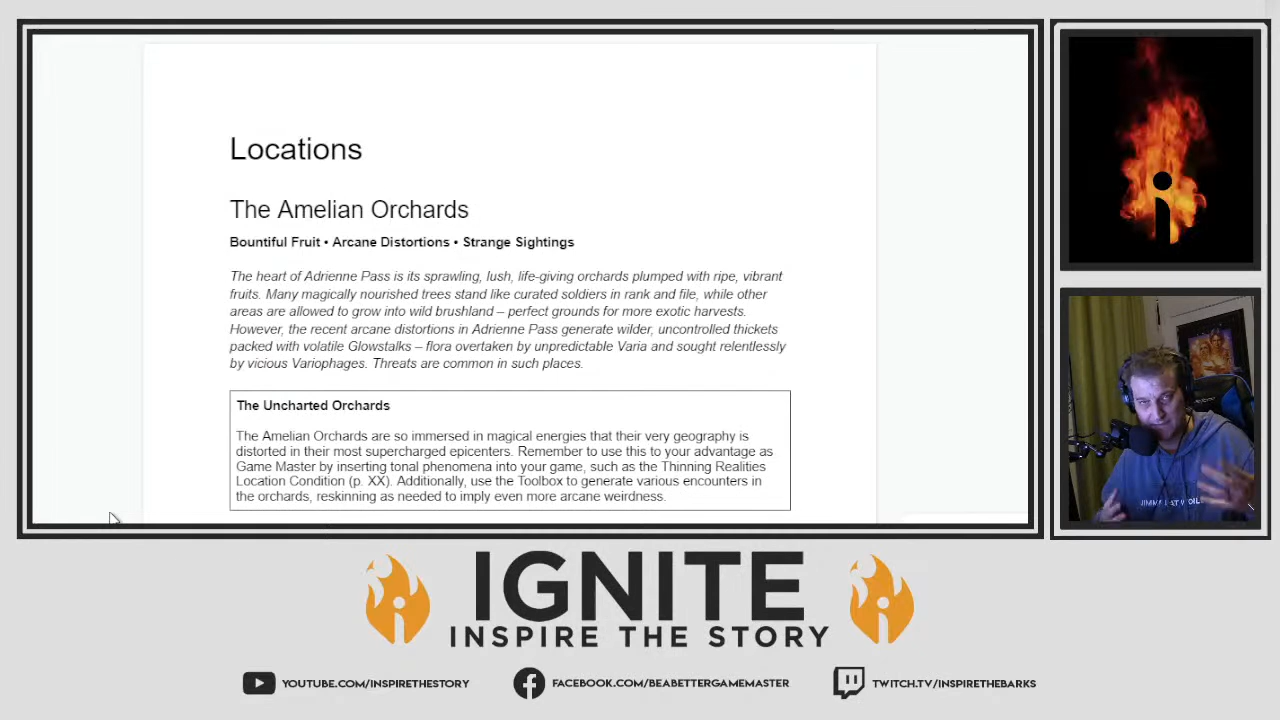 Locations
The Amelian Orchards
Bountiful Fruit • Arcane Distortions • Strange Sightings
The heart of Adrienne Pass is its sprawling, lush, life-giving orchards plumped with ripe, vibrant
fruits. Many magically nourished trees stand like curated soldiers in rank and file, while other
areas are allowed to grow into wild brushland – perfect grounds for more exotic harvests.
However, the recent arcane distortions in Adrienne Pass generate wilder, uncontrolled thickets
packed with volatile Glowstalks – flora overtaken by unpredictable Varia and sought relentlessly
by vicious Variophages. Threats are common in such places.
The Uncharted Orchards
The Amelian Orchards are so immersed in magical energies that their very geography is
distorted in their most supercharged epicenters. Remember to use this to your advantage as
Game Master by inserting tonal phenomena into your game, such as the Thinning Realities
Location Condition (p. XX). Additionally, use the Toolbox to generate various encounters in
the orchards, reskinning as needed to imply even more arcane weirdness.
IGNITE
INSPIRE THE STORY
YOUTUBE.COM/INSPIRETHESTORY
FACEBOOK.COM/BEABETTERGAMEMASTER
TWITCH.TV/INSPIRETHEBARKS